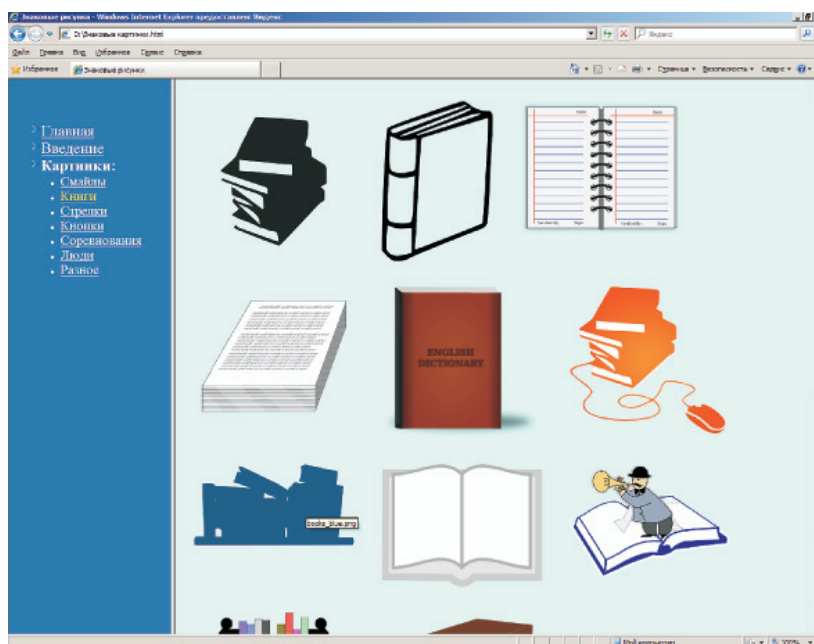 Знаковые рисунки - Windows Internet Explorer предоставлен Яндекс
D:\Знаковые картинки.html
Яндекс
Файл Правка Вид Избранное Сервис Справка
Избранное Знаковые рисунки
Страница Безопасность Сервис
Главная
Введение
Картинки:
Смайлы
Книги
Стрелки
Кнопки
Соревнования
Люди
Разное
ENGLISH
DICTIONARY
books_blue.png
Мой компьютер
100%